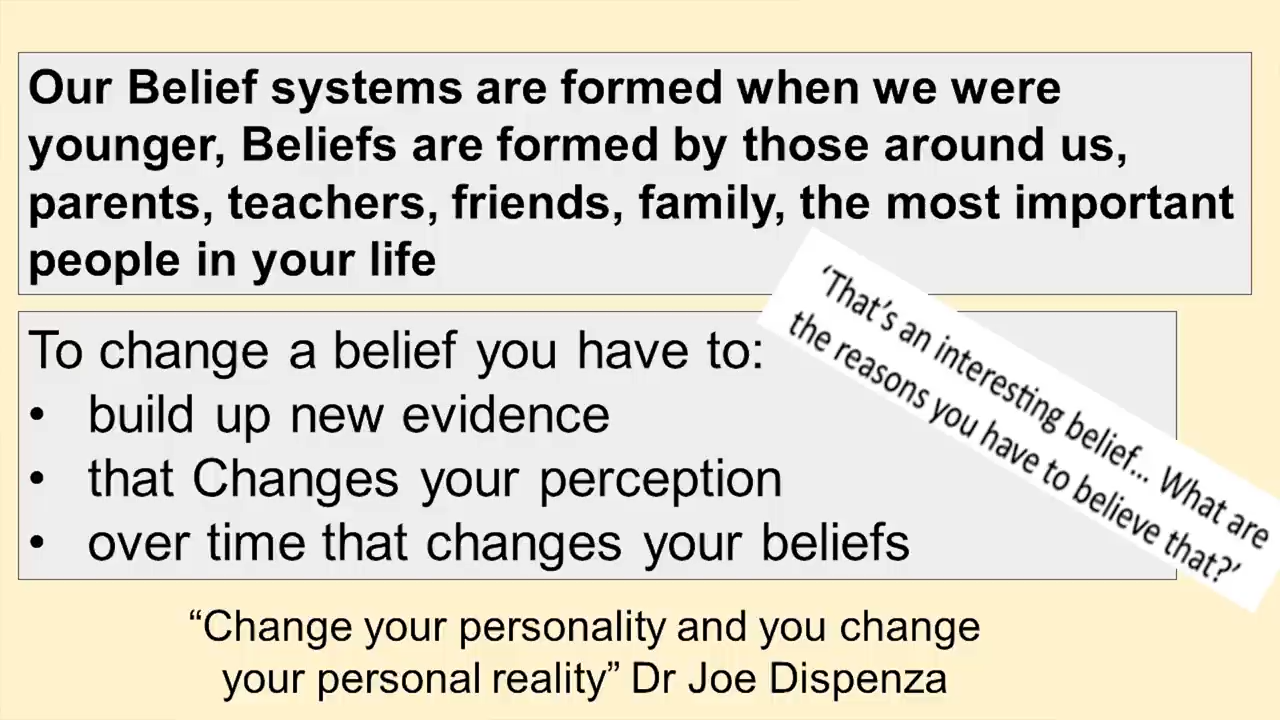 Our Belief systems are formed when we were
younger, Beliefs are formed by those around us,
parents, teachers, friends, family, the most important
people in your life
‘That’s an interesting belief... What are
the reasons you have to believe that?’
To change a belief you have to:
• build up new evidence
• that Changes your perception
• over time that changes your beliefs
“Change your personality and you change
your personal reality” Dr Joe Dispenza